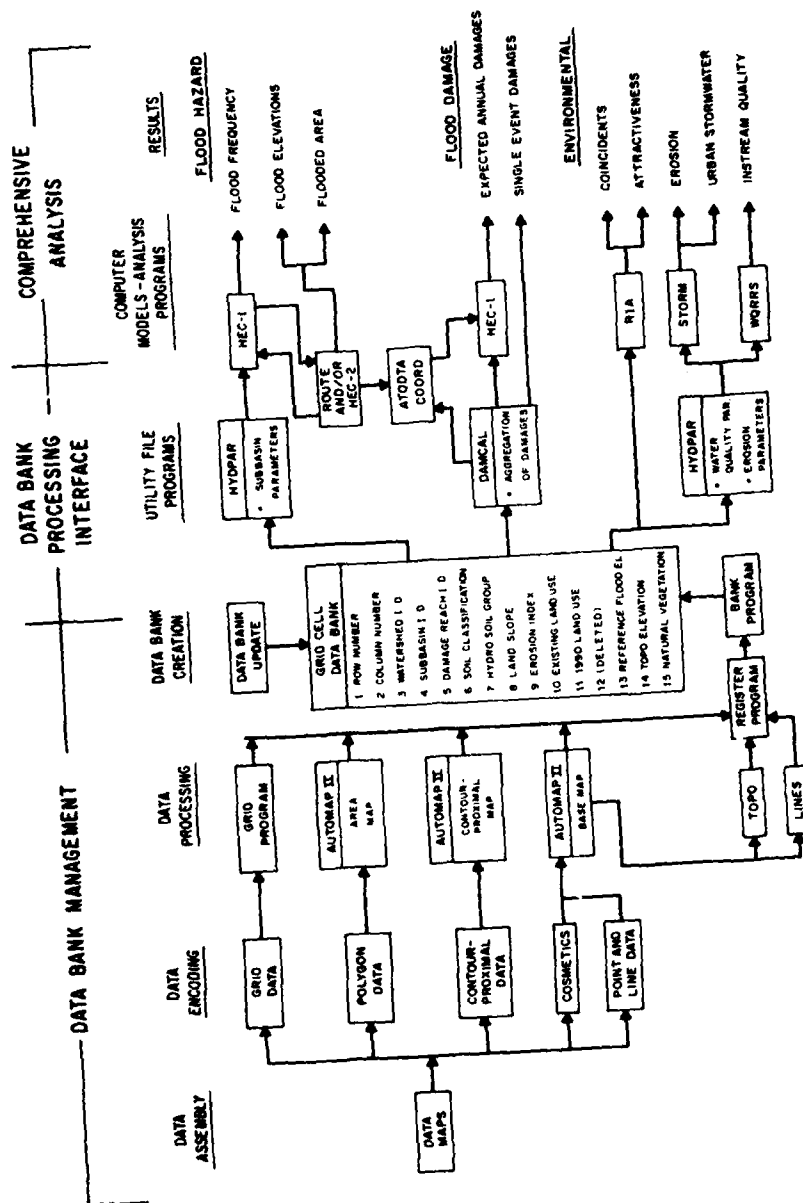 DATA BANK MANAGEMENT
DATA BANK
PROCESSING
INTERFACE
COMPREHENSIVE
ANALYSIS
DATA
ASSEMBLY
DATA
ENCODING
DATA
PROCESSING
DATA BANK
CREATION
UTILITY FILE
PROGRAMS
COMPUTER
MODELS-ANALYSIS
PROGRAMS
RESULTS
DATA
MAPS
GRID
DATA
POLYGON
DATA
CONTOUR-
PROXIMAL
DATA
COSMETICS
POINT AND
LINE DATA
GRID
PROGRAM
AUTOMAP II
AREA
MAP
AUTOMAP II
CONTOUR-
PROXIMAL
MAP
AUTOMAP II
BASE MAP
TOPO
LINES
REGISTER
PROGRAM
BANK
PROGRAM
DATA BANK
UPDATE
GRID CELL
DATA BANK
1 ROW NUMBER
2 COLUMN NUMBER
3 WATERSHED I D
4 SUBBASIN I D
5 DAMAGE REACH I D
6 SOIL CLASSIFICATION
7 HYDRO SOIL GROUP
8 LAND SLOPE
9 EROSION INDEX
10 EXISTING LAND USE
11 1990 LAND USE
12 (DELETED)
13 REFERENCE FLOOD EL
14 TOPO ELEVATION
15 NATURAL VEGETATION
HYDPAR
* SUBBASIN
PARAMETERS
HEC-1
ROUTE
AND/OR
HEC-2
ATODTA
COORD
DAMCAL
* AGGREGATION
OF DAMAGES
HEC-1
RIA
HYDPAR
* WATER
QUALITY PAR.
* EROSION
PARAMETERS
STORM
WQRRS
FLOOD HAZARD
FLOOD FREQUENCY
FLOOD ELEVATIONS
FLOODED AREA
FLOOD DAMAGE
EXPECTED ANNUAL DAMAGES
SINGLE EVENT DAMAGES
ENVIRONMENTAL
COINCIDENTS
ATTRACTIVENESS
EROSION
URBAN STORMWATER
INSTREAM QUALITY